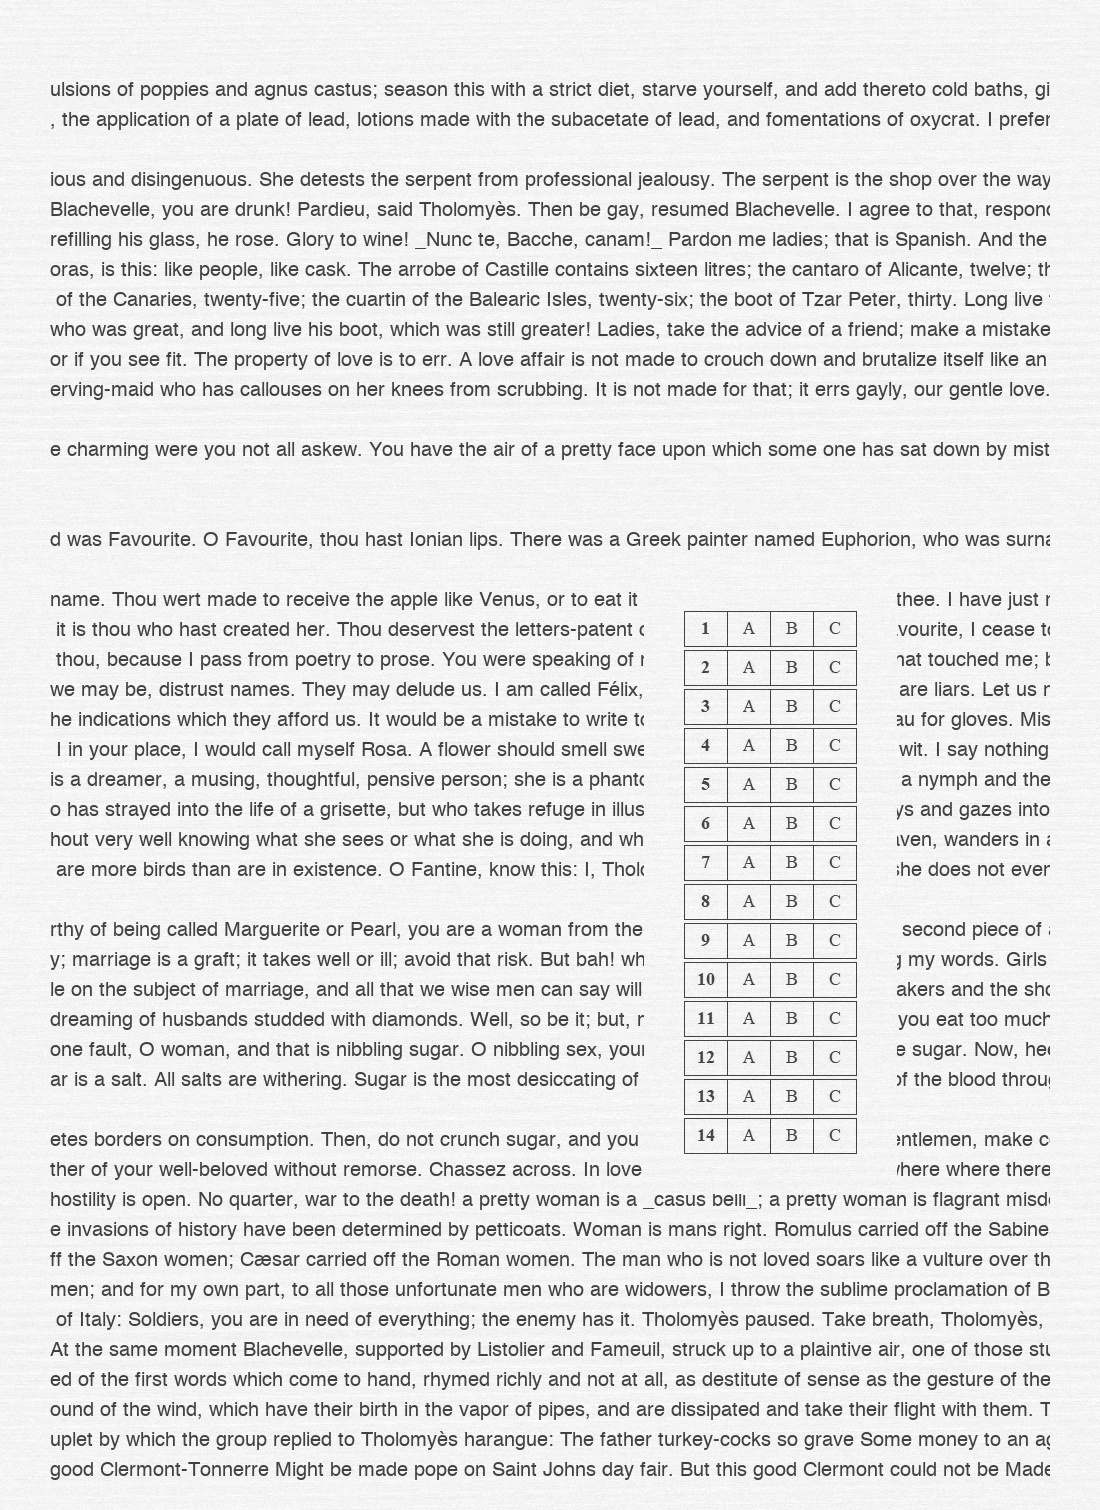 ulsions of poppies and agnus castus; season this with a strict diet, starve yourself, and add thereto cold baths,
, the application of a plate of lead, lotions made with the subacetate of lead, and fomentations of oxycrat. I prefer
ious and disingenuous. She detests the serpent from professional jealousy. The serpent is the shop over the way
Blachevelle, you are drunk! Pardieu, said Tholomyès. Then be gay, resumed Blachevelle. I agree to that,
refilling his glass, he rose. Glory to wine! _Nunc te, Bacche, canam!_ Pardon me ladies; that is Spanish. And the
oras, is this: like people, like cask. The arrobe of Castille contains sixteen litres; the cantaro of Alicante, twelve;
of the Canaries, twenty-five; the cuartin of the Balearic Isles, twenty-six; the boot of Tzar Peter, thirty. Long live
who was great, and long live his boot, which was still greater! Ladies, take the advice of a friend; make a mistake
or if you see fit. The property of love is to err. A love affair is not made to crouch down and brutalize itself like an
erving-maid who has callouses on her knees from scrubbing. It is not made for that; it errs gayly, our gentle love.
e charming were you not all askew. You have the air of a pretty face upon which some one has sat down by mist
d was Favourite. O Favourite, thou hast Ionian lips. There was a Greek painter named Euphorion, who was
name. Thou wert made to receive the apple like Venus, or to eat it thee. I have just
it is thou who hast created her. Thou deservest the letters-patent I cease
thou, because I pass from poetry to prose. You were speaking of touched me;
we may be, distrust names. They may delude us. I am called Félix, are liars. Let us
he indications which they afford us. It would be a mistake to write for gloves.
I in your place, I would call myself Rosa. A flower should smell wit. I say nothing
is a dreamer, a musing, thoughtful, pensive person; she is a a nymph and the
o has strayed into the life of a grisette, but who takes refuge in illus ys and gazes into
hout very well knowing what she sees or what she is doing, and wh wanders in
are more birds than are in existence. O Fantine, know this: I, she does not even
rthy of being called Marguerite or Pearl, you are a woman from the second piece of
y; marriage is a graft; it takes well or ill; avoid that risk. But bah! my words. Girls
le on the subject of marriage, and all that we wise men can say will akers and the
dreaming of husbands studded with diamonds. Well, so be it; but, you eat too much
one fault, O woman, and that is nibbling sugar. O nibbling sex, your e sugar. Now,
ar is a salt. All salts are withering. Sugar is the most desiccating of of the blood
etes borders on consumption. Then, do not crunch sugar, and you make
ther of your well-beloved without remorse. Chassez across. In love where there
hostility is open. No quarter, war to the death! a pretty woman is a _casus belli_; a pretty woman is flagrant
e invasions of history have been determined by petticoats. Woman is mans right. Romulus carried off the Sabine
ff the Saxon women; Cæsar carried off the Roman women. The man who is not loved soars like a vulture over th
men; and for my own part, to all those unfortunate men who are widowers, I throw the sublime proclamation of B
of Italy: Soldiers, you are in need of everything; the enemy has it. Tholomyès paused. Take breath, Tholomyès,
At the same moment Blachevelle, supported by Listolier and Fameuil, struck up to a plaintive air, one of those
ed of the first words which come to hand, rhymed richly and not at all, as destitute of sense as the gesture of the
ound of the wind, which have their birth in the vapor of pipes, and are dissipated and take their flight with them. T
uplet by which the group replied to Tholomyès harangue: The father turkey-cocks so grave Some money to an
good Clermont-Tonnerre Might be made pope on Saint Johns day fair. But this good Clermont could not be Made
1 A B C
2 A B C
3 A B C
4 A B C
5 A B C
6 A B C
7 A B C
8 A B C
9 A B C
10 A B C
11 A B C
12 A B C
13 A B C
14 A B C